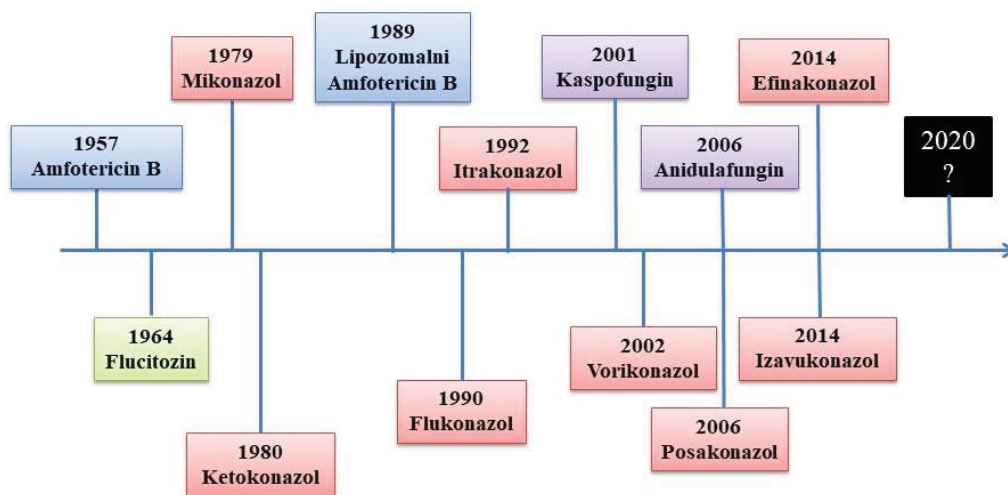 1957
Amfotericin B
1964
Flucitozin
1979
Mikonazol
1980
Ketokonazol
1989
Lipozomalni
Amfotericin B
1990
Flukonazol
1992
Itrakonazol
2001
Kaspofungin
2002
Vorikonazol
2006
Anidulafungin
2006
Posakonazol
2014
Efinakonazol
2014
Izavukonazol
2020
?